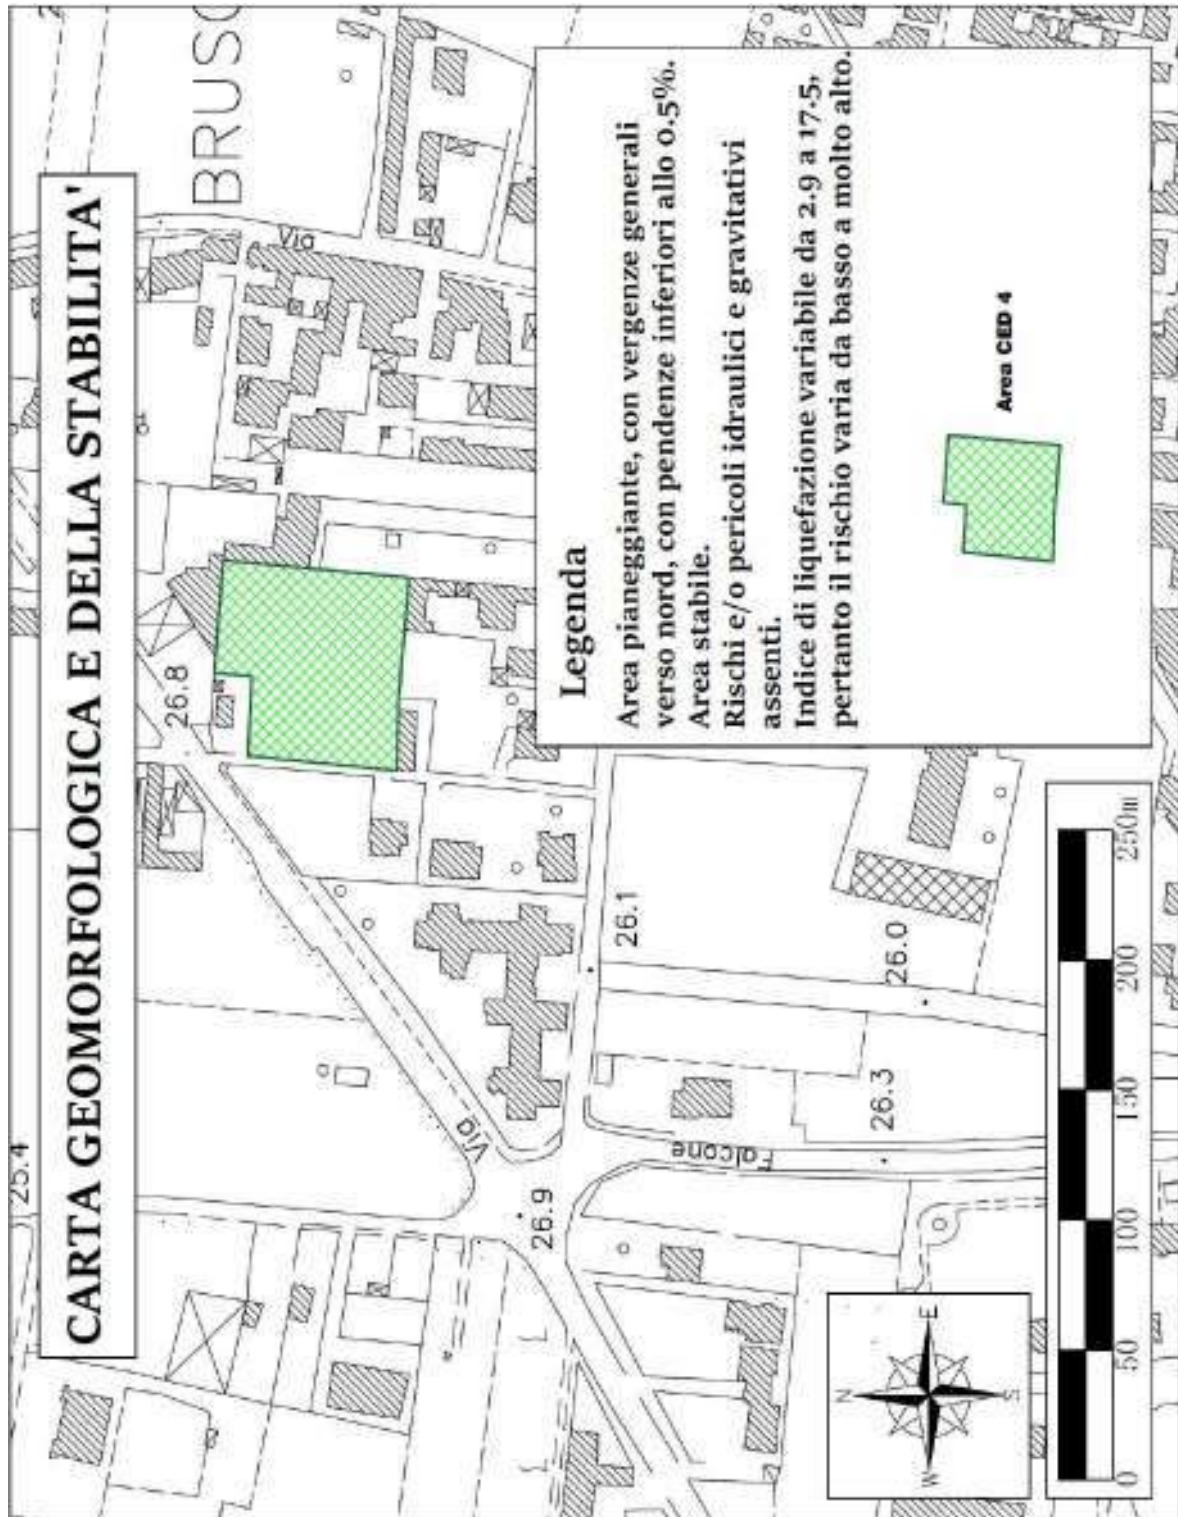 25.4
CARTA GEOMORFOLOGICA E DELLA STABILITA'
BRUSC
26.8
Via
Via
26.9
26.1
Falcone
26.3
26.0
Legenda
Area pianeggiante, con vergenze generali
verso nord, con pendenze inferiori allo 0.5%.
Area stabile.
Rischi e/o pericoli idraulici e gravitativi
assenti.
Indice di liquefazione variabile da 2.9 a 17.5,
pertanto il rischio varia da basso a molto alto.
Area CED 4
N
W E
S
0 50 100 150 200 250m